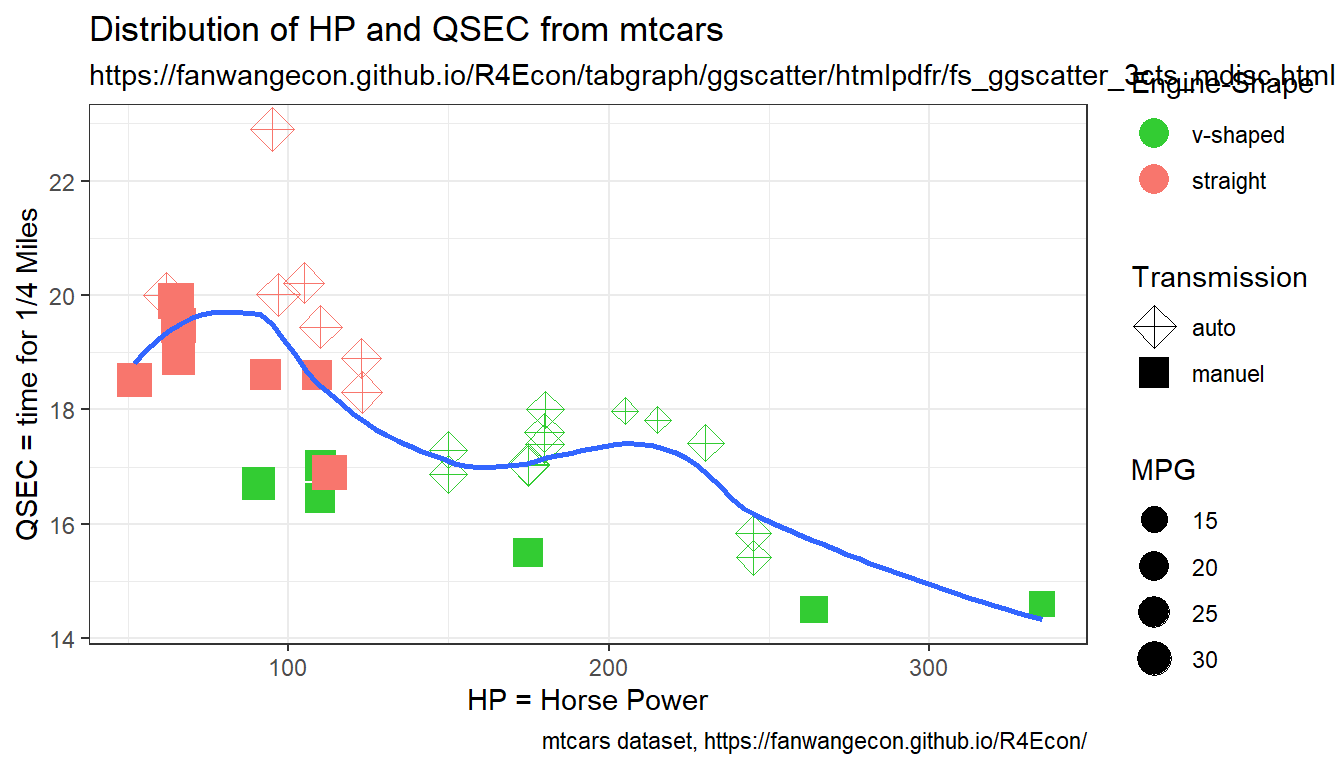 Distribution of HP and QSEC from mtcars
https://fanwangecon.github.io/R4Econ/tabgraph/ggscatter/htmlpdfr/fs_ggscatter_3cts_mdisc.html
Engine-Shape
v-shaped
straight
Transmission
auto
manuel
MPG
15
20
25
30
QSEC = time for 1/4 Miles
22
20
18
16
14
100
200
300
HP = Horse Power
mtcars dataset, https://fanwangecon.github.io/R4Econ/